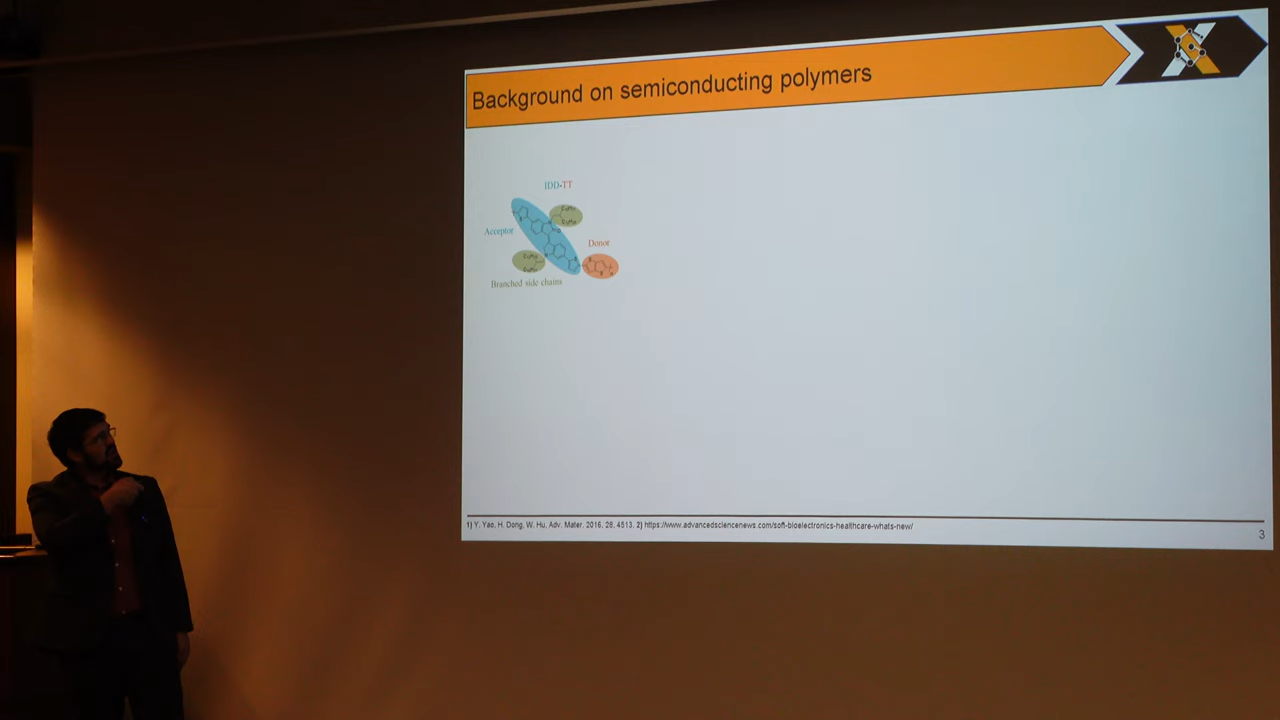 Background on semiconducting polymers
IDD-TT
Acceptor
Donor
Branched side chains
1) Y. Yao, H. Dong, W. Hu, Adv. Mater. 2016, 28, 4513. 2) https://www.advancedsciencenews.com/soft-bioelectronics-healthcare-whats-new/
3